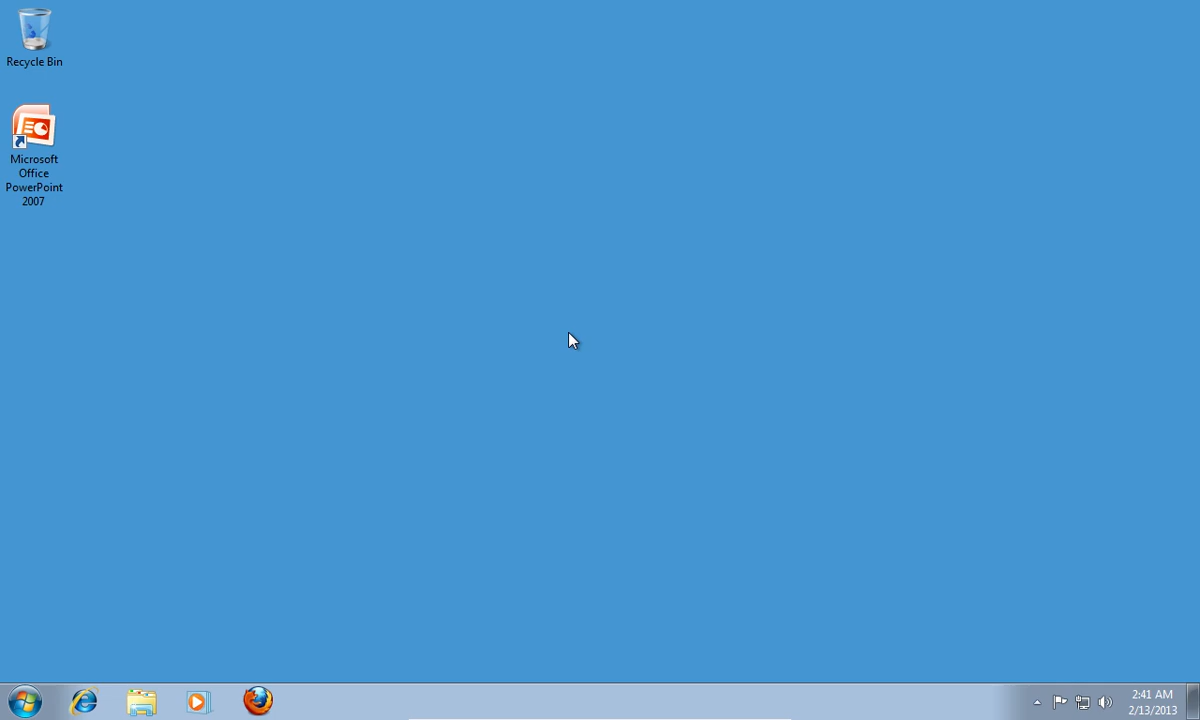 Recycle Bin
Microsoft
Office
PowerPoint
2007
2:41 AM
2/13/2013